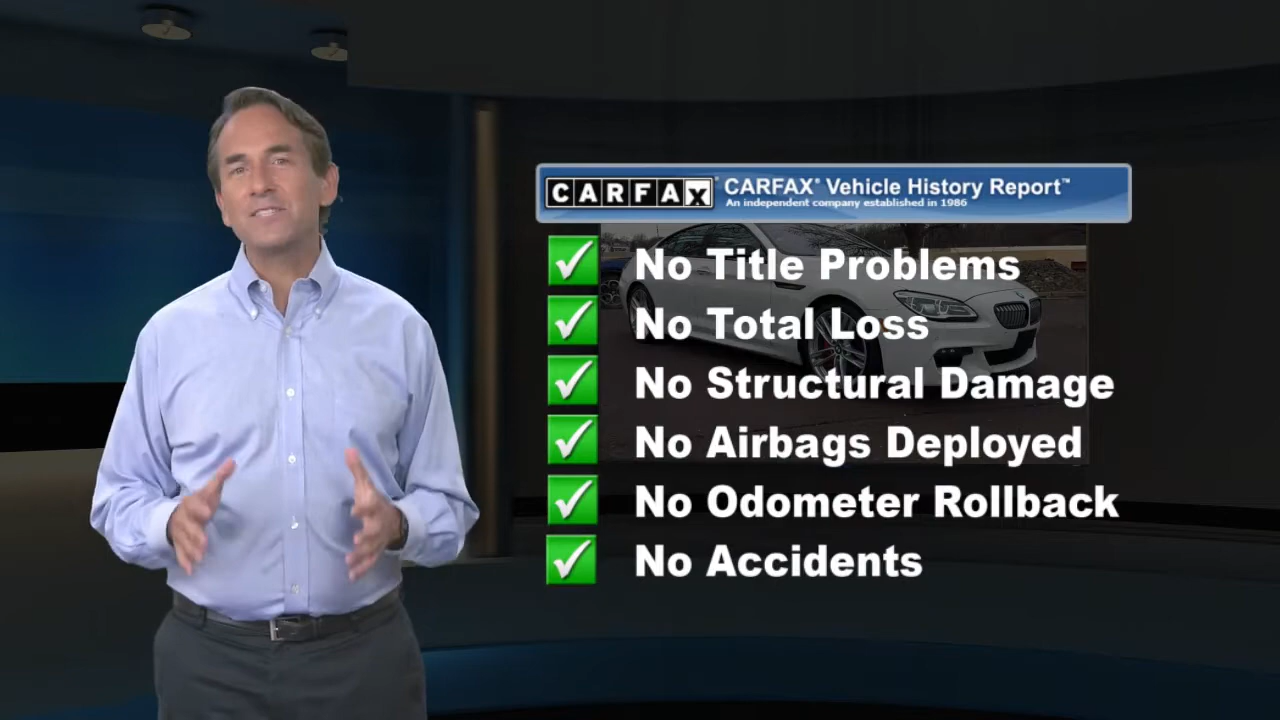 CARFAX
CARFAX® Vehicle History Report™
An independent company established in 1986
No Title Problems
No Total Loss
No Structural Damage
No Airbags Deployed
No Odometer Rollback
No Accidents